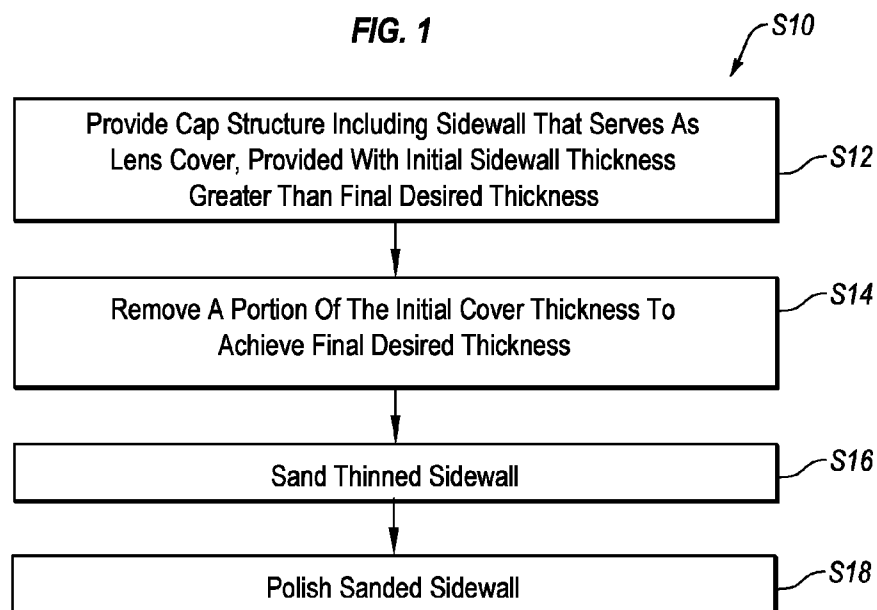 FIG. 1
S10
Provide Cap Structure Including Sidewall That Serves As
Lens Cover, Provided With Initial Sidewall Thickness
Greater Than Final Desired Thickness
S12
Remove A Portion Of The Initial Cover Thickness To
Achieve Final Desired Thickness
S14
Sand Thinned Sidewall
S16
Polish Sanded Sidewall
S18